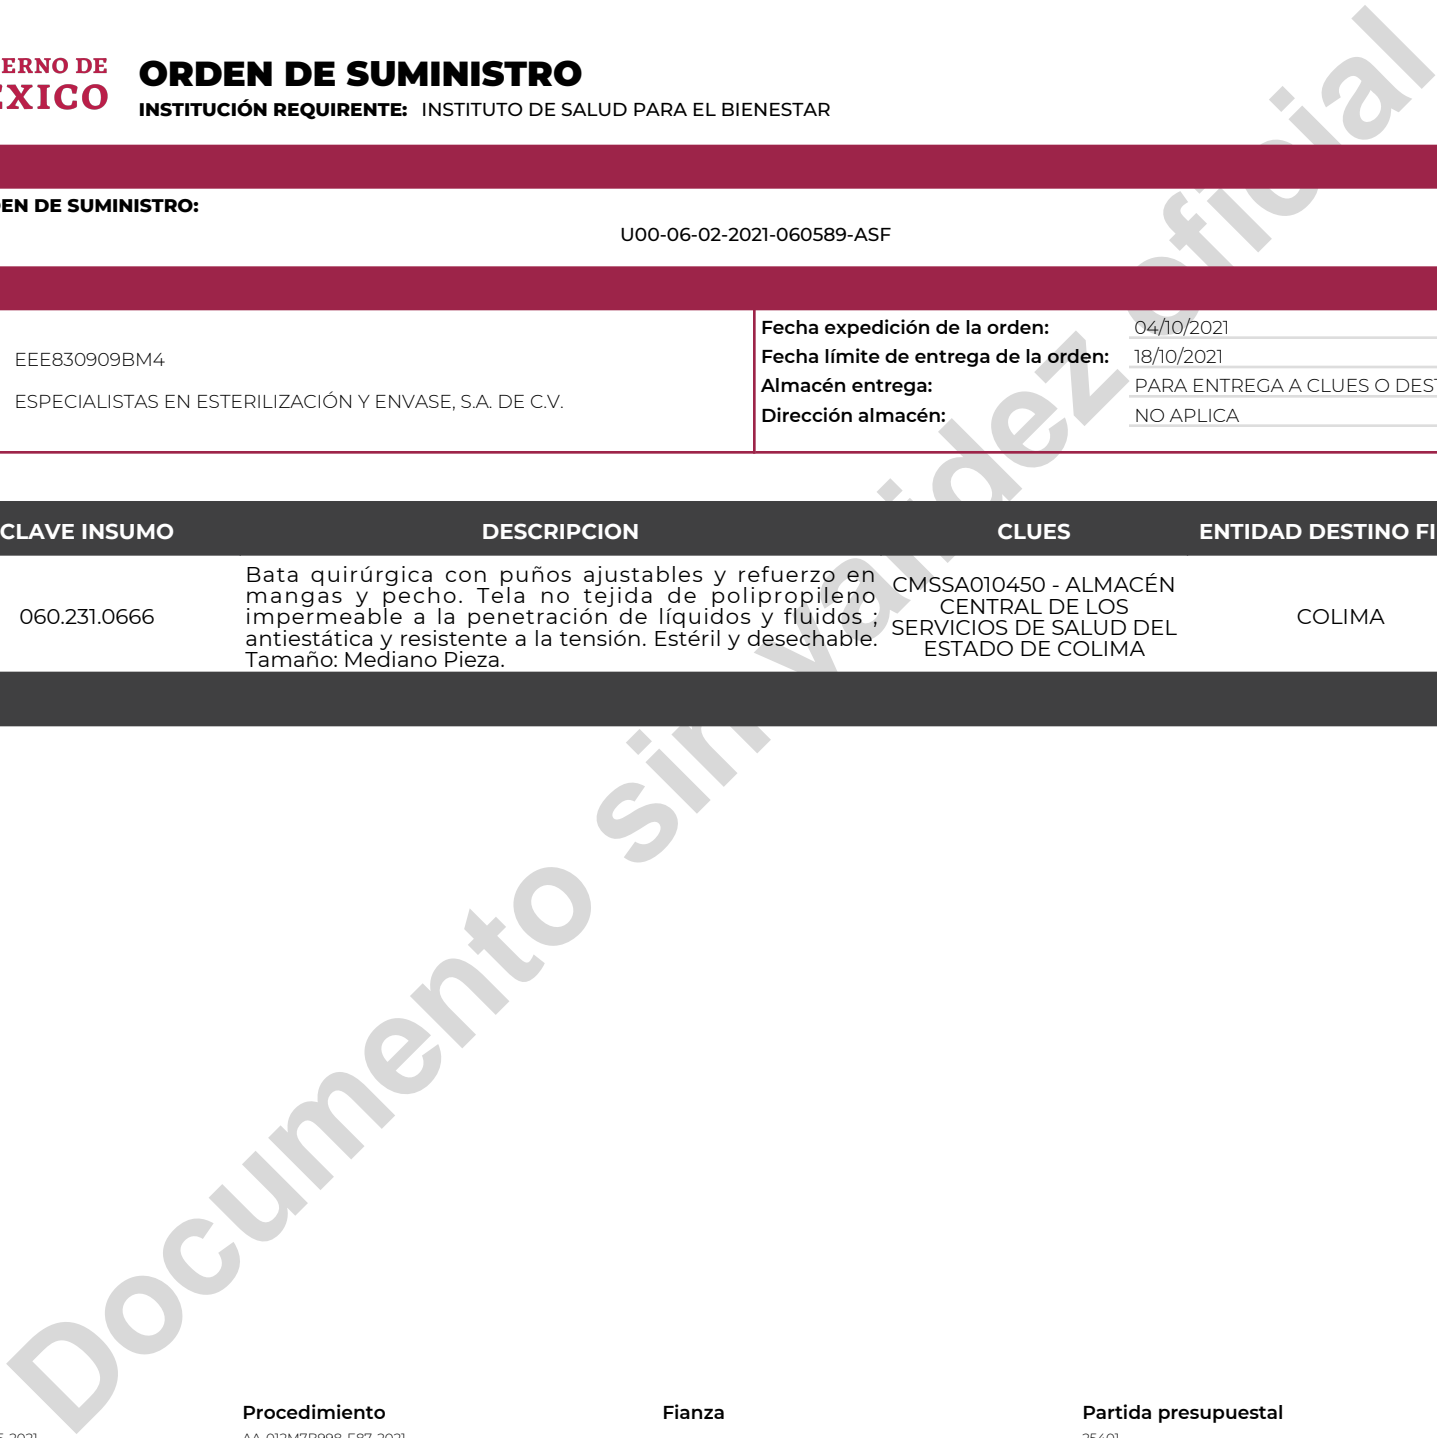 ERNO DE
ÉXICO
ORDEN DE SUMINISTRO
INSTITUCIÓN REQUIRENTE: INSTITUTO DE SALUD PARA EL BIENESTAR
EN DE SUMINISTRO:
U00-06-02-2021-060589-ASF
EEE830909BM4
ESPECIALISTAS EN ESTERILIZACIÓN Y ENVASE, S.A. DE C.V.
Fecha expedición de la orden: 04/10/2021
Fecha límite de entrega de la orden: 18/10/2021
Almacén entrega: PARA ENTREGA A CLUES O DEST
Dirección almacén: NO APLICA
CLAVE INSUMO DESCRIPCION CLUES ENTIDAD DESTINO FI
060.231.0666
Bata quirúrgica con puños ajustables y refuerzo en
mangas y pecho. Tela no tejida de polipropileno
impermeable a la penetración de líquidos y fluidos ;
antiestática y resistente a la tensión. Estéril y desechable.
Tamaño: Mediano Pieza.
CMSSA010450 - ALMACÉN
CENTRAL DE LOS
SERVICIOS DE SALUD DEL
ESTADO DE COLIMA
COLIMA
Documento sin validez oficial
Procedimiento Fianza Partida presupuestal